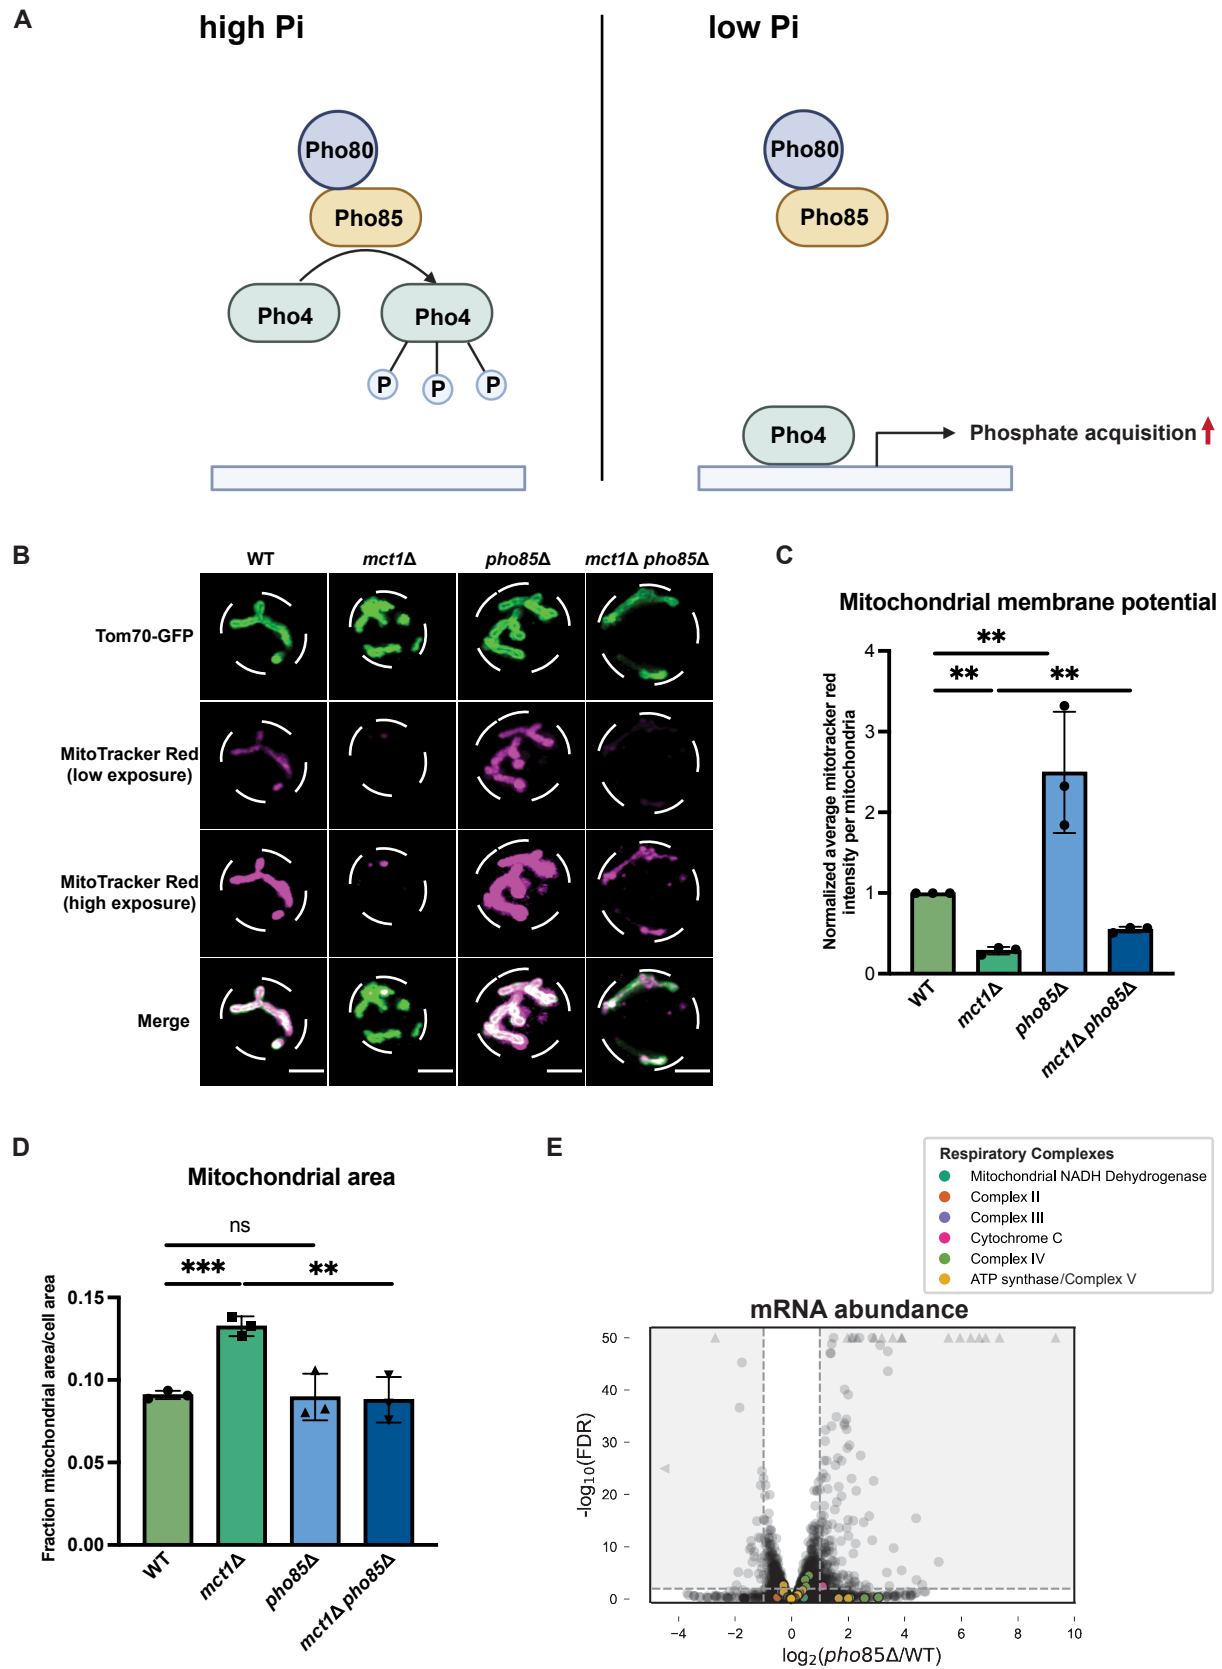 A
high Pi
low Pi
Pho80
Pho85
Pho4
Pho4
P
P
P
Pho80
Pho85
Pho4
Phosphate acquisition
B
WT
mct1Δ
pho85Δ
mct1Δ pho85Δ
Tom70-GFP
MitoTracker Red
(low exposure)
MitoTracker Red
(high exposure)
Merge
C
Mitochondrial membrane potential
Normalized average mitotracker red
intensity per mitochondria
4
3
2
1
0
**
**
**
WT
mct1Δ
pho85Δ
mct1Δ pho85Δ
D
Mitochondrial area
Fraction mitochondrial area/cell area
0.15
0.10
0.05
0.00
ns
***
**
WT
mct1Δ
pho85Δ
mct1Δ pho85Δ
E
Respiratory Complexes
Mitochondrial NADH Dehydrogenase
Complex II
Complex III
Cytochrome C
Complex IV
ATP synthase/Complex V
mRNA abundance
-log10(FDR)
50
40
30
20
10
0
−4
−2
0
2
4
6
8
10
log2(pho85Δ/WT)